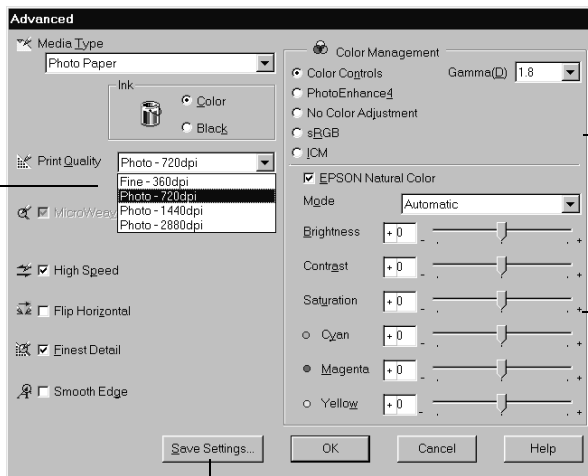 Advanced
Media Type
Photo Paper
Ink
Color
Black
Print Quality
Photo - 720dpi
Fine - 360dpi
Photo - 720dpi
Photo - 1440dpi
Photo - 2880dpi
MicroWeav
High Speed
Flip Horizontal
Finest Detail
Smooth Edge
Color Management
Color Controls
Gamma(D) 1.8
PhotoEnhance4
No Color Adjustment
sRGB
ICM
EPSON Natural Color
Mode
Automatic
Brightness + 0 - +
Contrast + 0 - +
Saturation + 0 - +
Cyan + 0 - +
Magenta + 0 - +
Yellow + 0 - +
Save Settings... OK Cancel Help